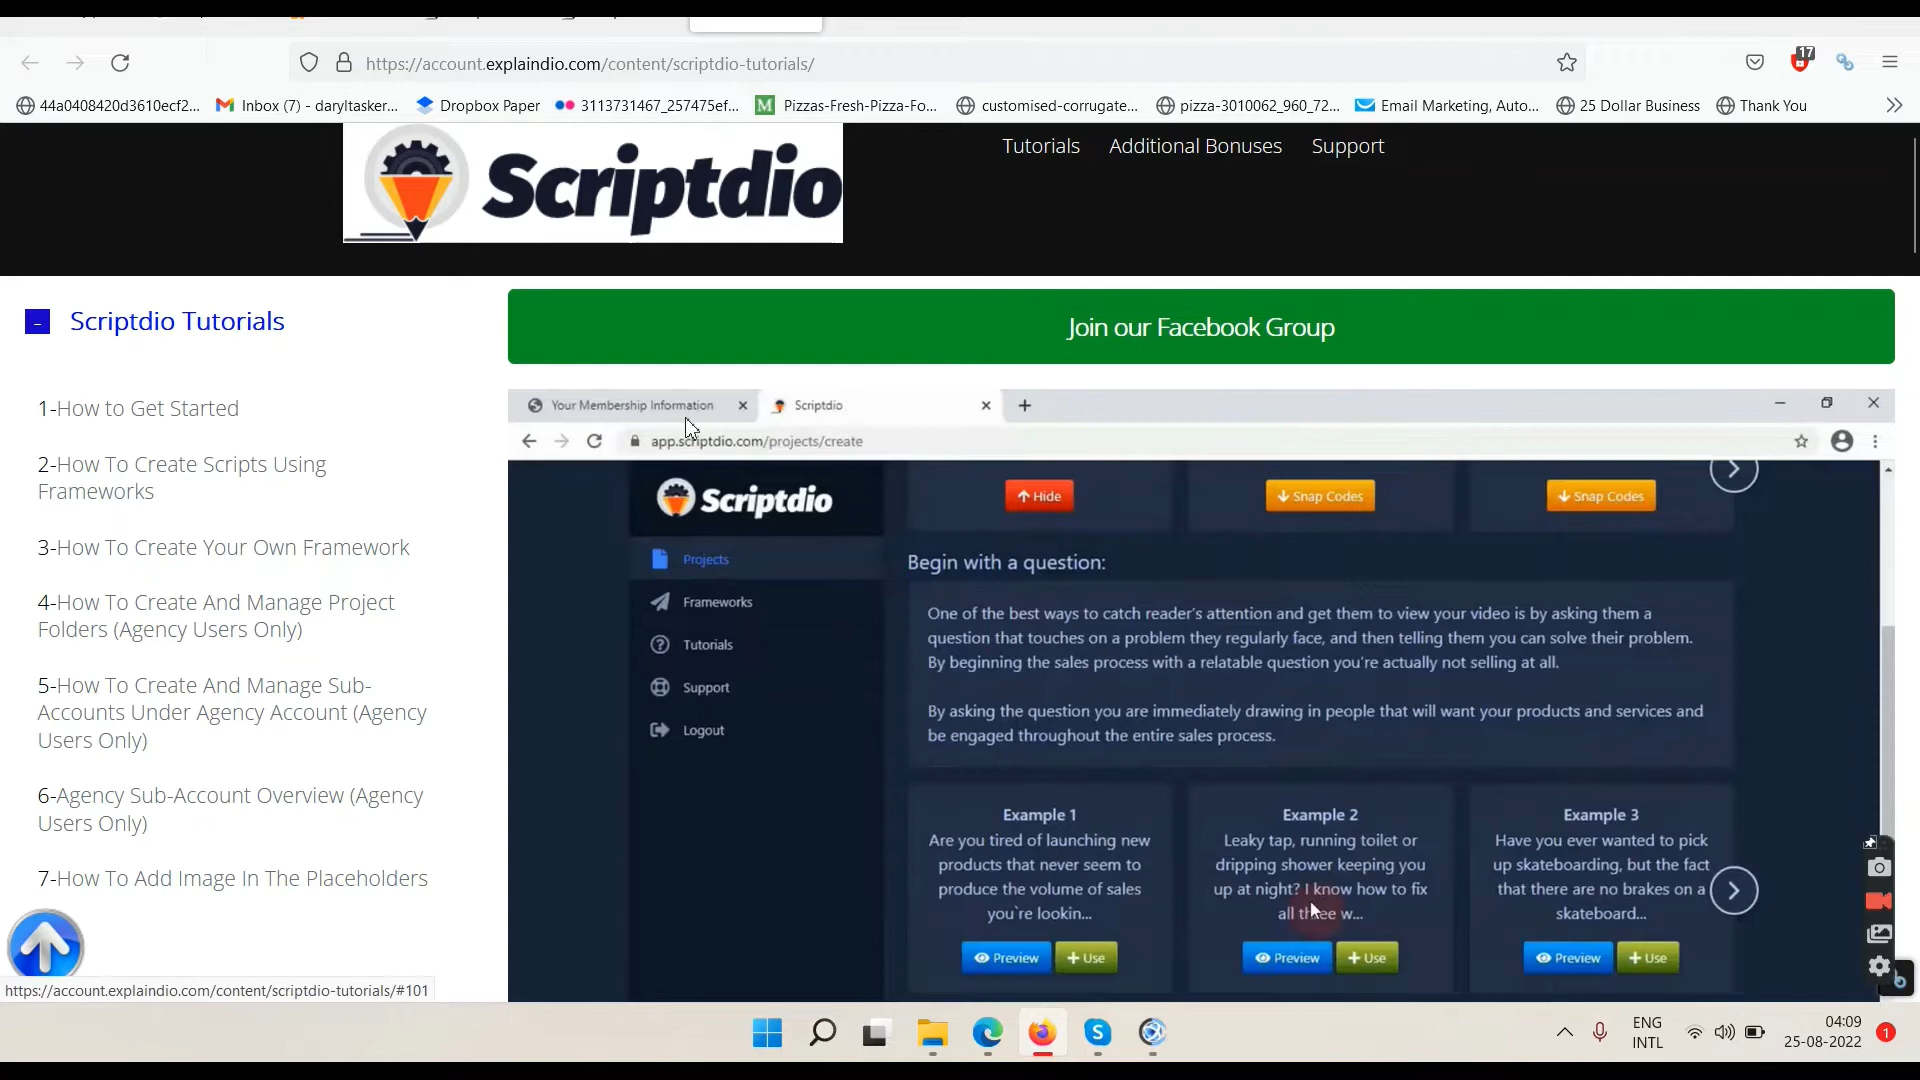 17
https://account.explaindio.com/content/scriptdio-tutorials/
44a0408420d3610ecf2...
Inbox (7) - daryltasker...
Dropbox Paper
3113731467_257475ef...
M
Pizzas-Fresh-Pizza-Fo...
customised-corrugate...
pizza-3010062_960_72...
Email Marketing, Auto...
25 Dollar Business
Thank You
Scriptdio
Tutorials
Additional Bonuses
Support
Scriptdio Tutorials
1-How to Get Started
2-How To Create Scripts Using
Frameworks
3-How To Create Your Own Framework
4-How To Create And Manage Project
Folders (Agency Users Only)
5-How To Create And Manage Sub-
Accounts Under Agency Account (Agency
Users Only)
6-Agency Sub-Account Overview (Agency
Users Only)
7-How To Add Image In The Placeholders
Join our Facebook Group
Your Membership Information
Scriptdio
app.scriptdio.com/projects/create
Scriptdio
Projects
Frameworks
Tutorials
Support
Logout
Hide
Snap Codes
Snap Codes
Begin with a question:
One of the best ways to catch reader's attention and get them to view your video is by asking them a
question that touches on a problem they regularly face, and then telling them you can solve their problem.
By beginning the sales process with a relatable question you're actually not selling at all.
By asking the question you are immediately drawing in people that will want your products and services and
be engaged throughout the entire sales process.
Example 1
Are you tired of launching new
products that never seem to
produce the volume of sales
you`re lookin...
Preview
Use
Example 2
Leaky tap, running toilet or
dripping shower keeping you
up at night? I know how to fix
all three w...
Preview
Use
Example 3
Have you ever wanted to pick
up skateboarding, but the fact
that there are no brakes on a
skateboard...
Preview
Use
https://account.explaindio.com/content/scriptdio-tutorials/#101
S
ENG
INTL
04:09
25-08-2022
1